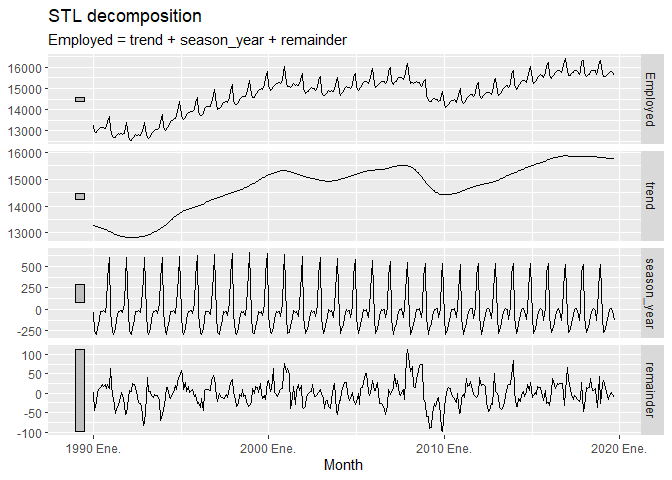 STL decomposition
Employed = trend + season_year + remainder
16000
15000
14000
13000
Employed
16000
15000
14000
13000
trend
500
250
0
-250
season_year
100
50
0
-50
-100
remainder
1990 Ene.
2000 Ene.
2010 Ene.
2020 Ene.
Month